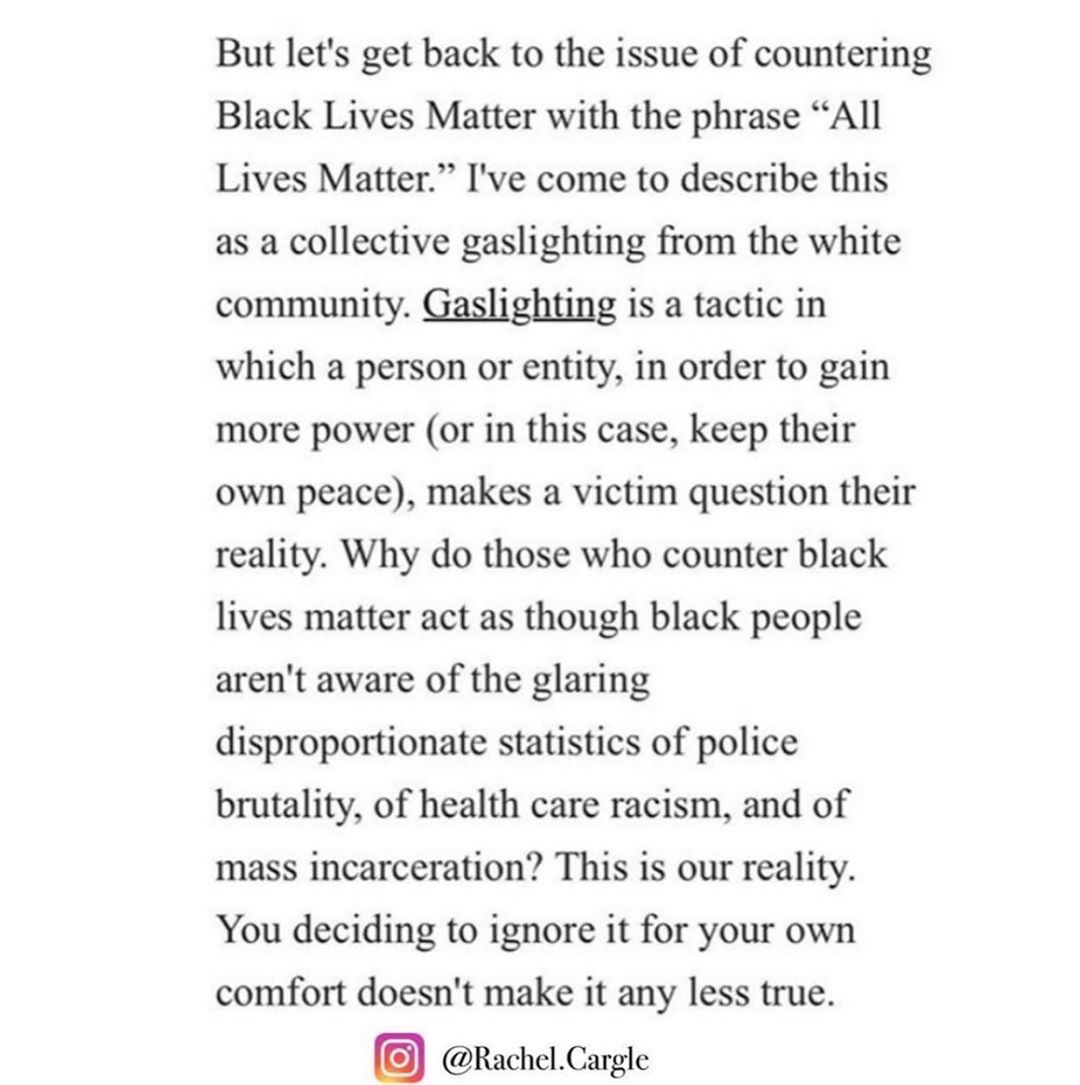 But let's get back to the issue of countering
Black Lives Matter with the phrase “All
Lives Matter.” I've come to describe this
as a collective gaslighting from the white
community. Gaslighting is a tactic in
which a person or entity, in order to gain
more power (or in this case, keep their
own peace), makes a victim question their
reality. Why do those who counter black
lives matter act as though black people
aren't aware of the glaring
disproportionate statistics of police
brutality, of health care racism, and of
mass incarceration? This is our reality.
You deciding to ignore it for your own
comfort doesn't make it any less true.
@Rachel.Cargle